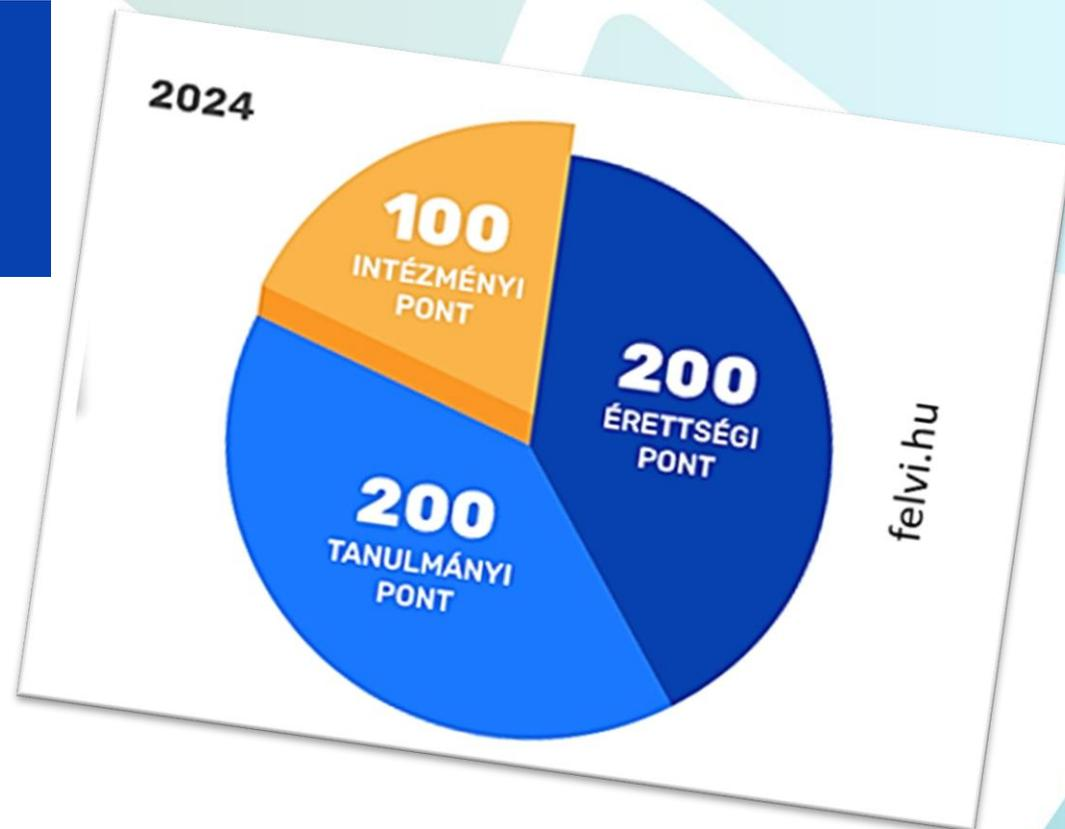 2024
100
INTÉZMÉNYI
PONT
200
ÉRETTSÉGI
PONT
200
TANULMÁNYI
PONT
felvi.hu